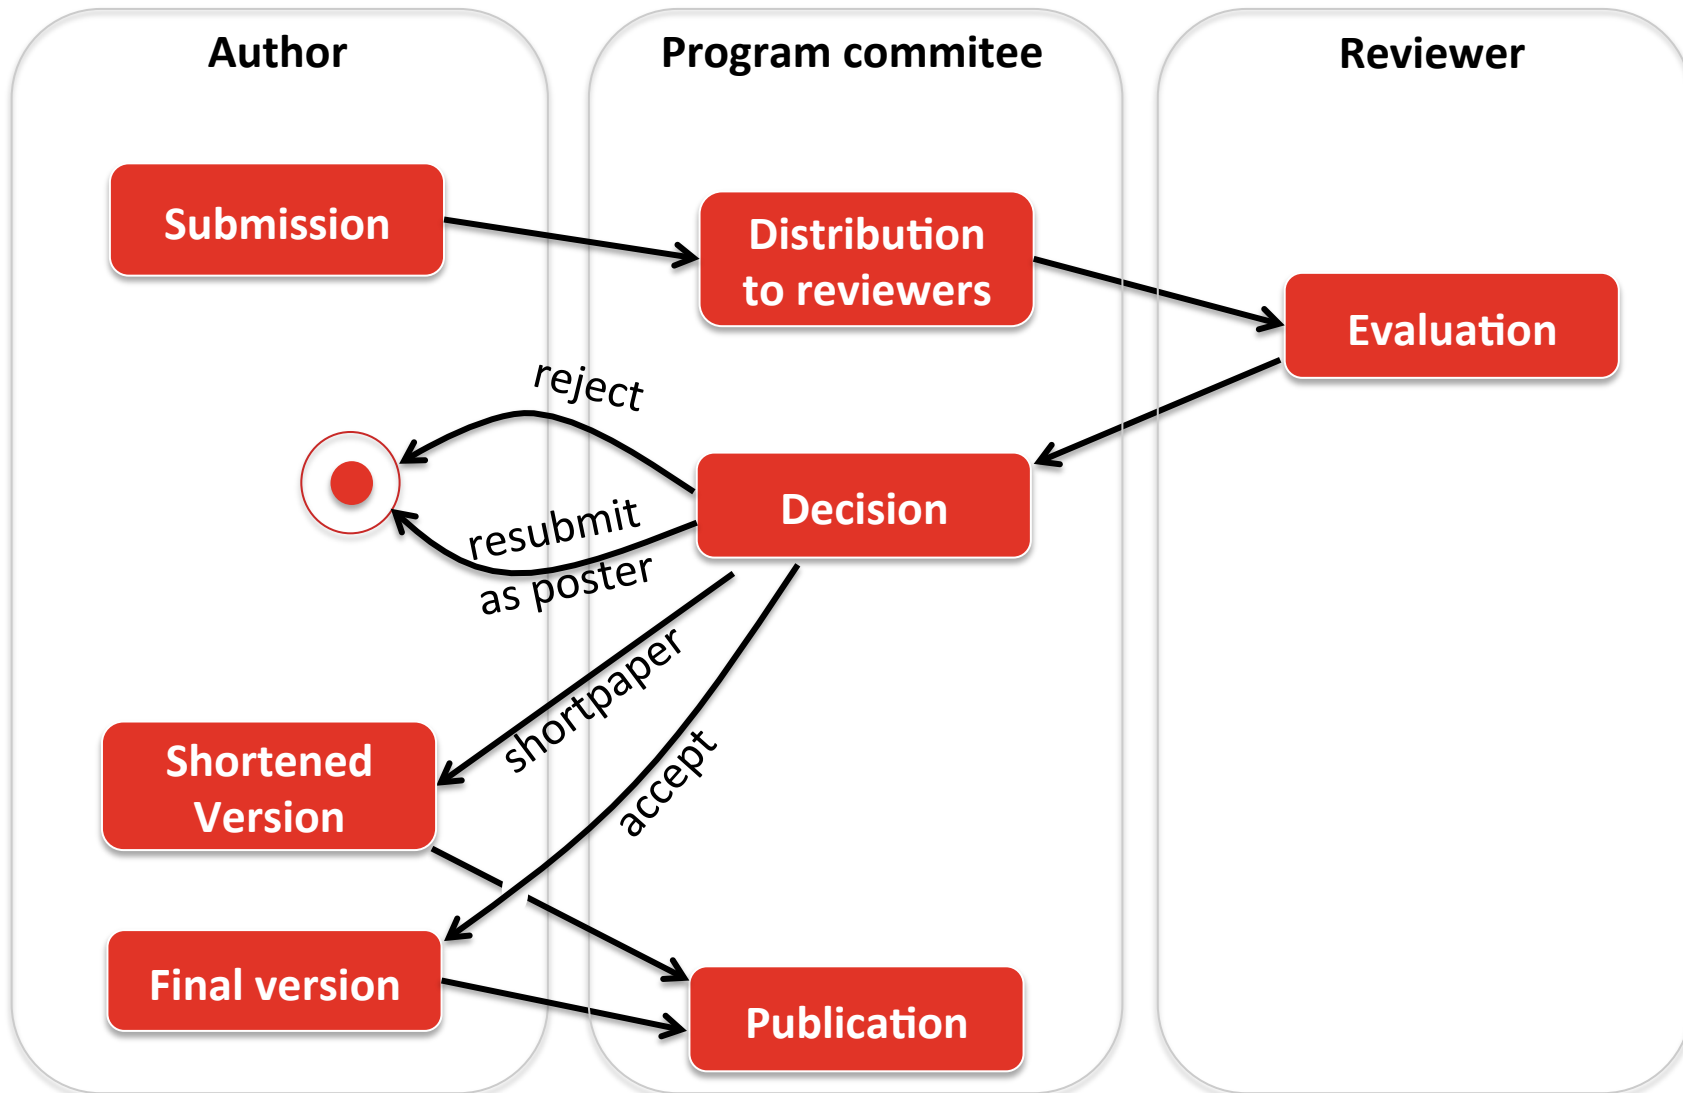 Author
Program commitee
Reviewer
Submission
Distribution
to reviewers
Evaluation
reject
Decision
resubmit
as poster
shortpaper
accept
Shortened
Version
Final version
Publication